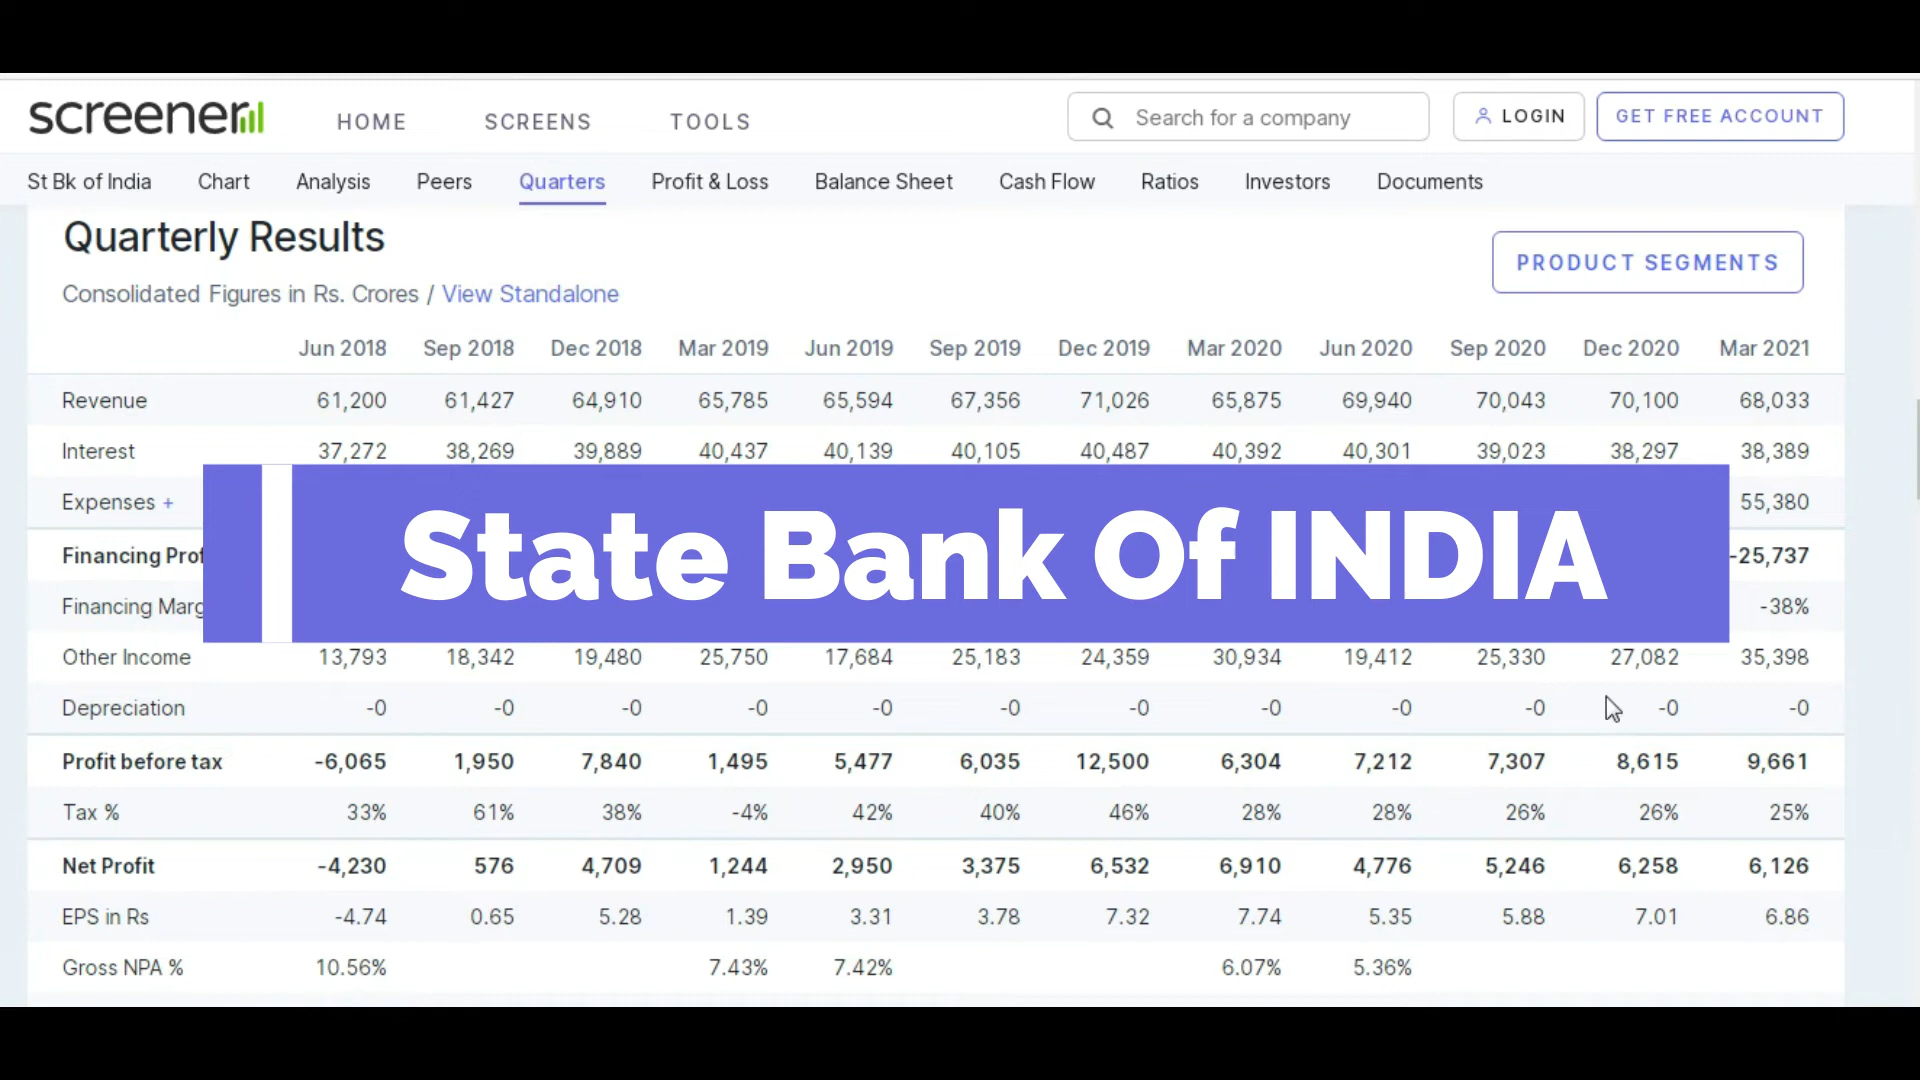 screener HOME SCREENS TOOLS Search for a company LOGIN GET FREE ACCOUNT
St Bk of India Chart Analysis Peers Quarters Profit & Loss Balance Sheet Cash Flow Ratios Investors Documents
Quarterly Results
PRODUCT SEGMENTS
Consolidated Figures in Rs. Crores / View Standalone
Jun 2018 Sep 2018 Dec 2018 Mar 2019 Jun 2019 Sep 2019 Dec 2019 Mar 2020 Jun 2020 Sep 2020 Dec 2020 Mar 2021
Revenue 61,200 61,427 64,910 65,785 65,594 67,356 71,026 65,875 69,940 70,043 70,100 68,033
Interest 37,272 38,269 39,889 40,437 40,139 40,105 40,487 40,392 40,301 39,023 38,297 38,389
Expenses + 55,380
State Bank Of INDIA
Financing -25,737
Financing -38%
Other Income 13,793 18,342 19,480 25,750 17,684 25,183 24,359 30,934 19,412 25,330 27,082 35,398
Depreciation -0 -0 -0 -0 -0 -0 -0 -0 -0 -0 -0 -0
Profit before tax -6,065 1,950 7,840 1,495 5,477 6,035 12,500 6,304 7,212 7,307 8,615 9,661
Tax % 33% 61% 38% -4% 42% 40% 46% 28% 28% 26% 26% 25%
Net Profit -4,230 576 4,709 1,244 2,950 3,375 6,532 6,910 4,776 5,246 6,258 6,126
EPS in Rs -4.74 0.65 5.28 1.39 3.31 3.78 7.32 7.74 5.35 5.88 7.01 6.86
Gross NPA % 10.56% 7.43% 7.42% 6.07% 5.36%